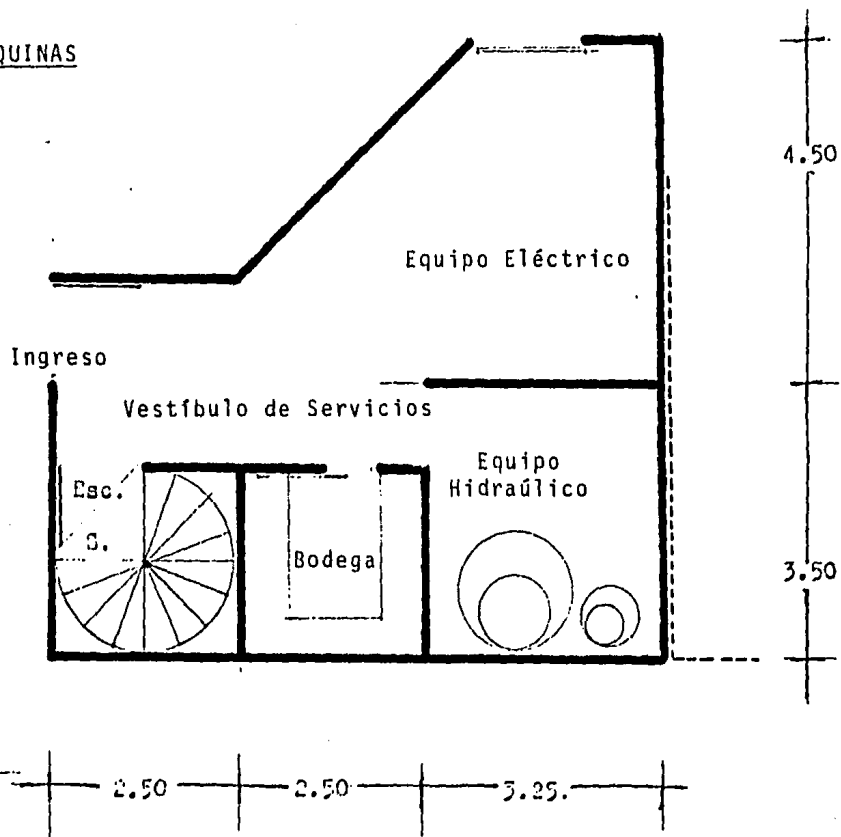 QUINAS
4.50
Equipo Eléctrico
Ingreso
Vestíbulo de Servicios
Equipo
Hidraúlico
Esc.
S.
Bodega
3.50
2.50
2.50
3.25.